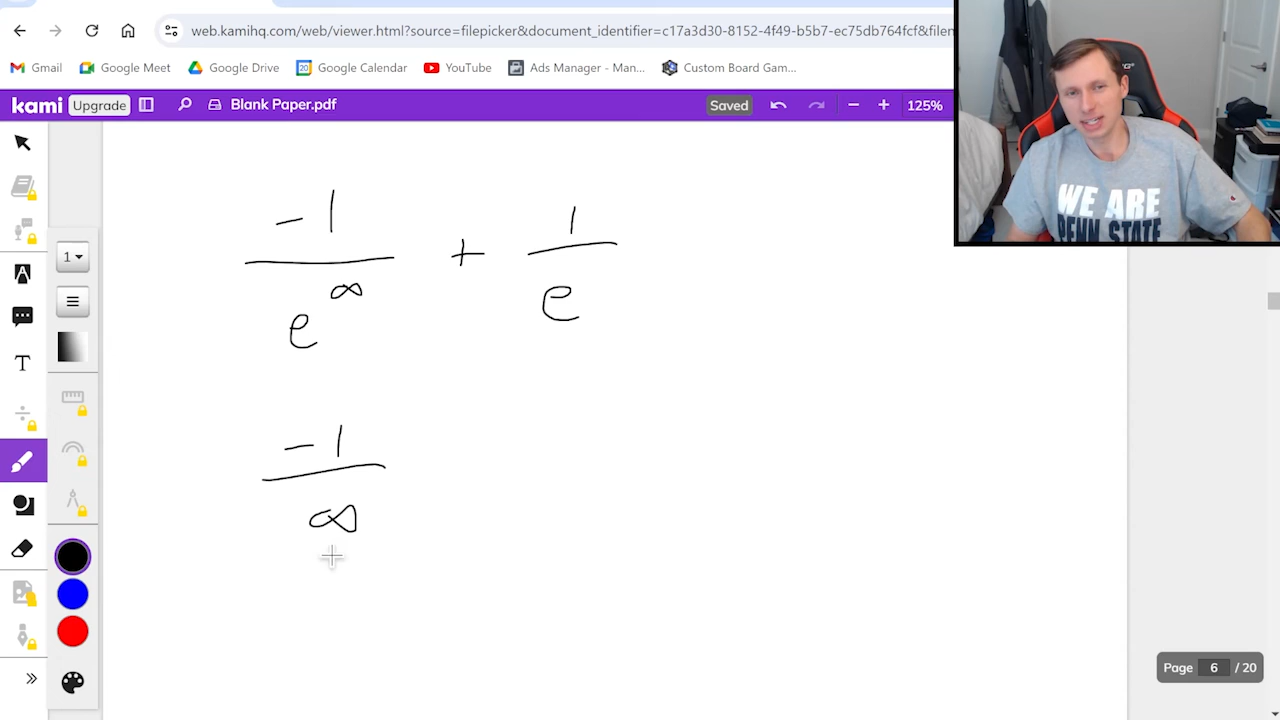 web.kamihq.com/web/viewer.html?source=filepicker&document_identifier=c17a3d30-8152-4f49-b5b7-ec75db764fcf&filen
Gmail Google Meet Google Drive 20 Google Calendar YouTube Ads Manager - Man... Custom Board Gam...
kami Upgrade Blank Paper.pdf Saved 125%
WE ARE
PENN STATE
T
1
-1 / e^∞ + 1 / e
-1 / ∞
Page 6 / 20